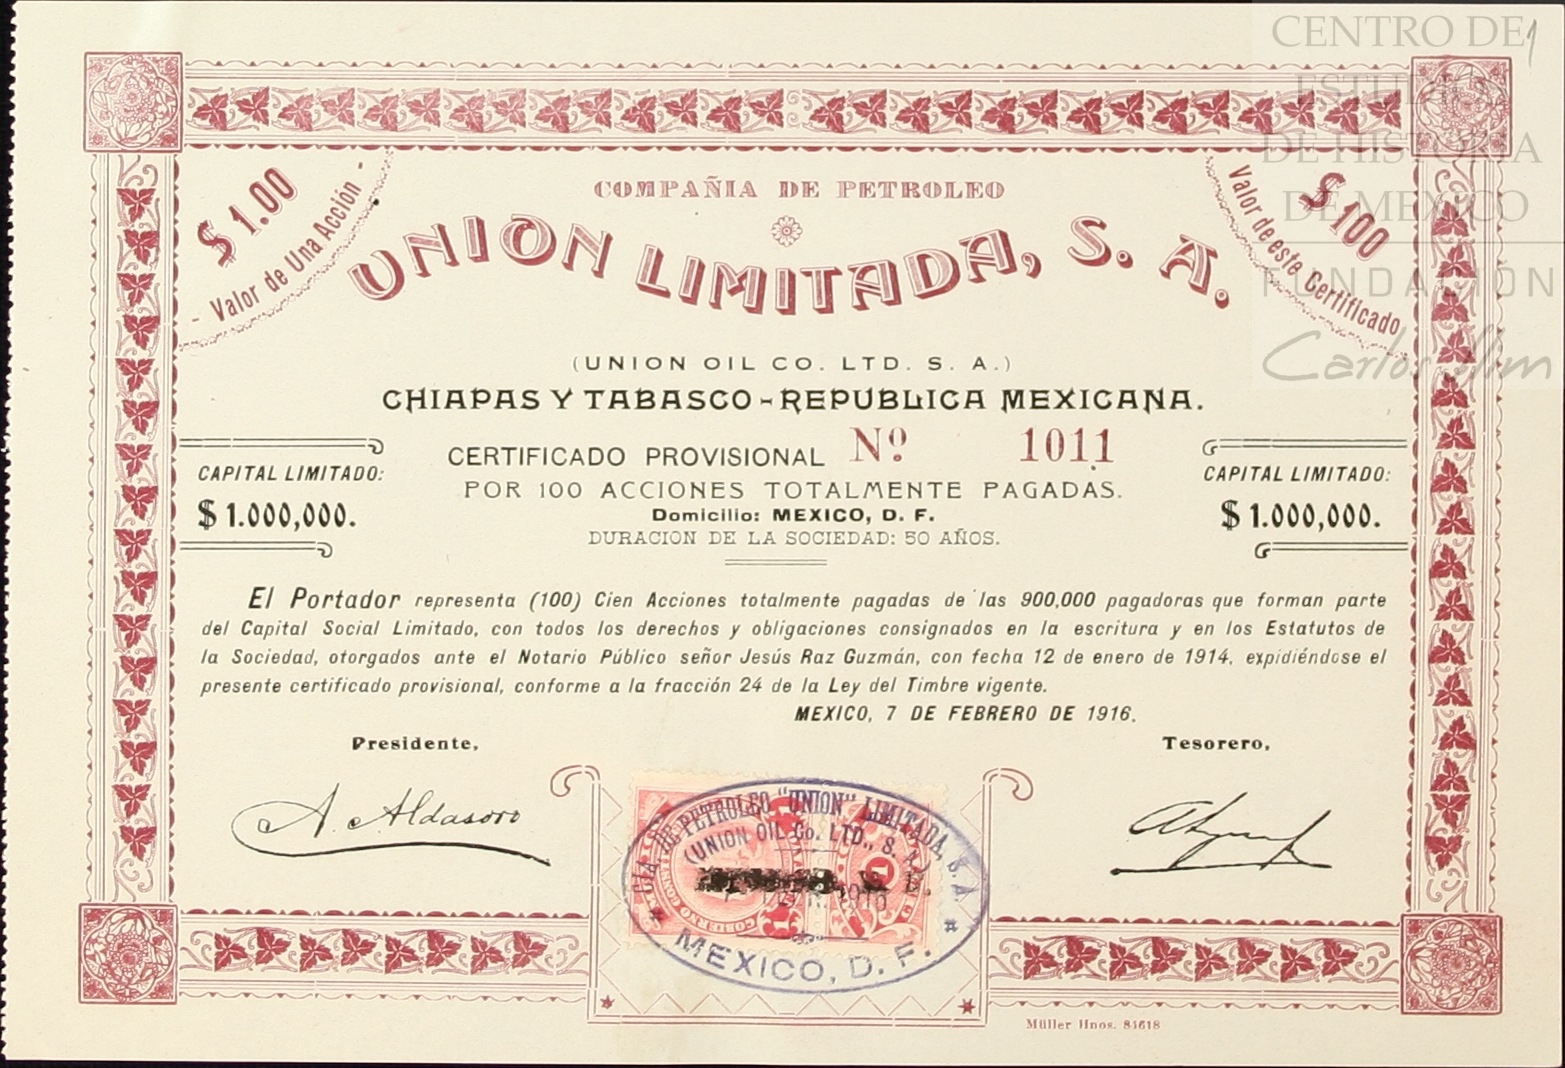 CENTRO DE
ESTUDIOS
DE HISTORIA
DE MEXICO
FUNDACIÓN
Carlos Slim
$ 1.00
- Valor de Una Acción -
$ 100
Valor de este Certificado
COMPAÑIA DE PETROLEO
UNION LIMITADA, S. A.
(UNION OIL CO. LTD. S. A.)
CHIAPAS Y TABASCO - REPUBLICA MEXICANA.
CERTIFICADO PROVISIONAL Nº 1011
POR 100 ACCIONES TOTALMENTE PAGADAS.
Domicilio: MEXICO, D. F.
DURACION DE LA SOCIEDAD: 50 AÑOS.
CAPITAL LIMITADO:
$ 1.000,000.
CAPITAL LIMITADO:
$ 1.000,000.
El Portador representa (100) Cien Acciones totalmente pagadas de las 900,000 pagadoras que forman parte
del Capital Social Limitado, con todos los derechos y obligaciones consignados en la escritura y en los Estatutos de
la Sociedad, otorgados ante el Notario Público señor Jesús Raz Guzmán, con fecha 12 de enero de 1914, expidiéndose el
presente certificado provisional, conforme a la fracción 24 de la Ley del Timbre vigente.
MEXICO, 7 DE FEBRERO DE 1916.
Presidente,
Tesorero,
A. Aldasoro
CIA. DE PETROLEO "UNION" LIMITADA, S. A.
(UNION OIL Co. LTD., S. A.)
1916
MEXICO, D. F.
Müller Hnos. 84618